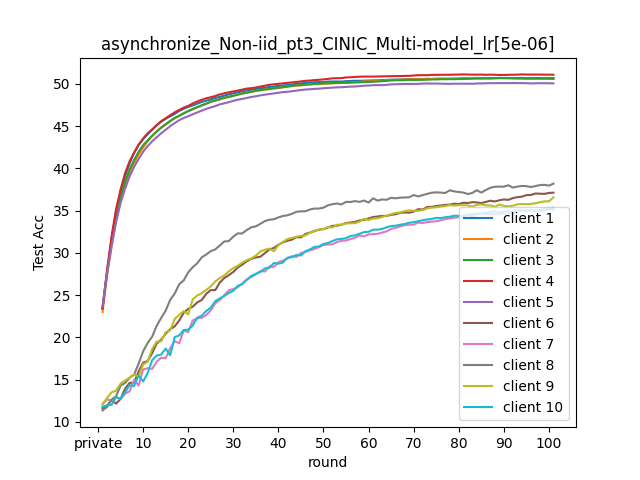 asynchronize_Non-iid_pt3_CINIC_Multi-model_lr[5e-06]
Test Acc
50
45
40
35
30
25
20
15
10
client 1
client 2
client 3
client 4
client 5
client 6
client 7
client 8
client 9
client 10
private 10 20 30 40 50 60 70 80 90 100
round